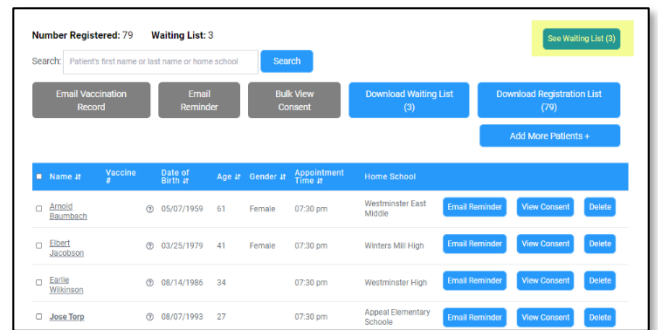 Number Registered: 79 Waiting List: 3
See Waiting List (3)
Search: Patient's first name or last name or home school Search
Email Vaccination Record
Email Reminder
Bulk View Consent
Download Waiting List (3)
Download Registration List (79)
Add More Patients +
Name Vaccine # Date of Birth Age Gender Appointment Time Home School
Arnold Baumbach 05/07/1959 61 Female 07:30 pm Westminster East Middle Email Reminder View Consent Delete
Elbert Jacobson 03/25/1979 41 Female 07:30 pm Winters Mill High Email Reminder View Consent Delete
Earlie Wilkinson 08/14/1986 34 07:30 pm Westminster High Email Reminder View Consent Delete
Jose Torp 08/07/1993 27 07:30 pm Appeal Elementary Schoole Email Reminder View Consent Delete